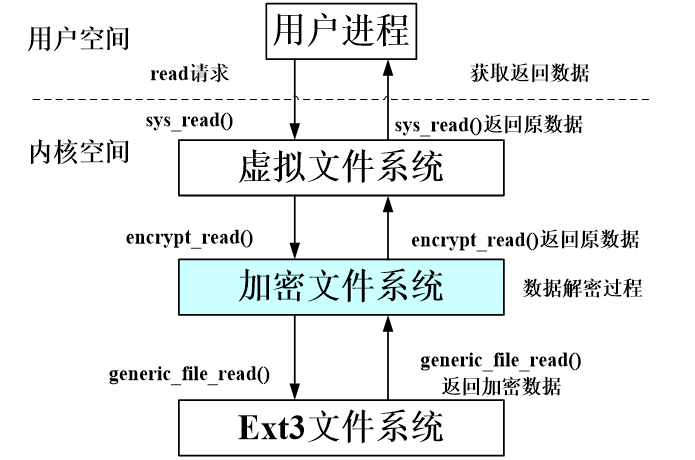 用户空间
用户进程
read请求
获取返回数据
sys_read()
sys_read()返回原数据
内核空间
虚拟文件系统
encrypt_read()
encrypt_read()返回原数据
加密文件系统
数据解密过程
generic_file_read()
generic_file_read()
返回加密数据
Ext3文件系统